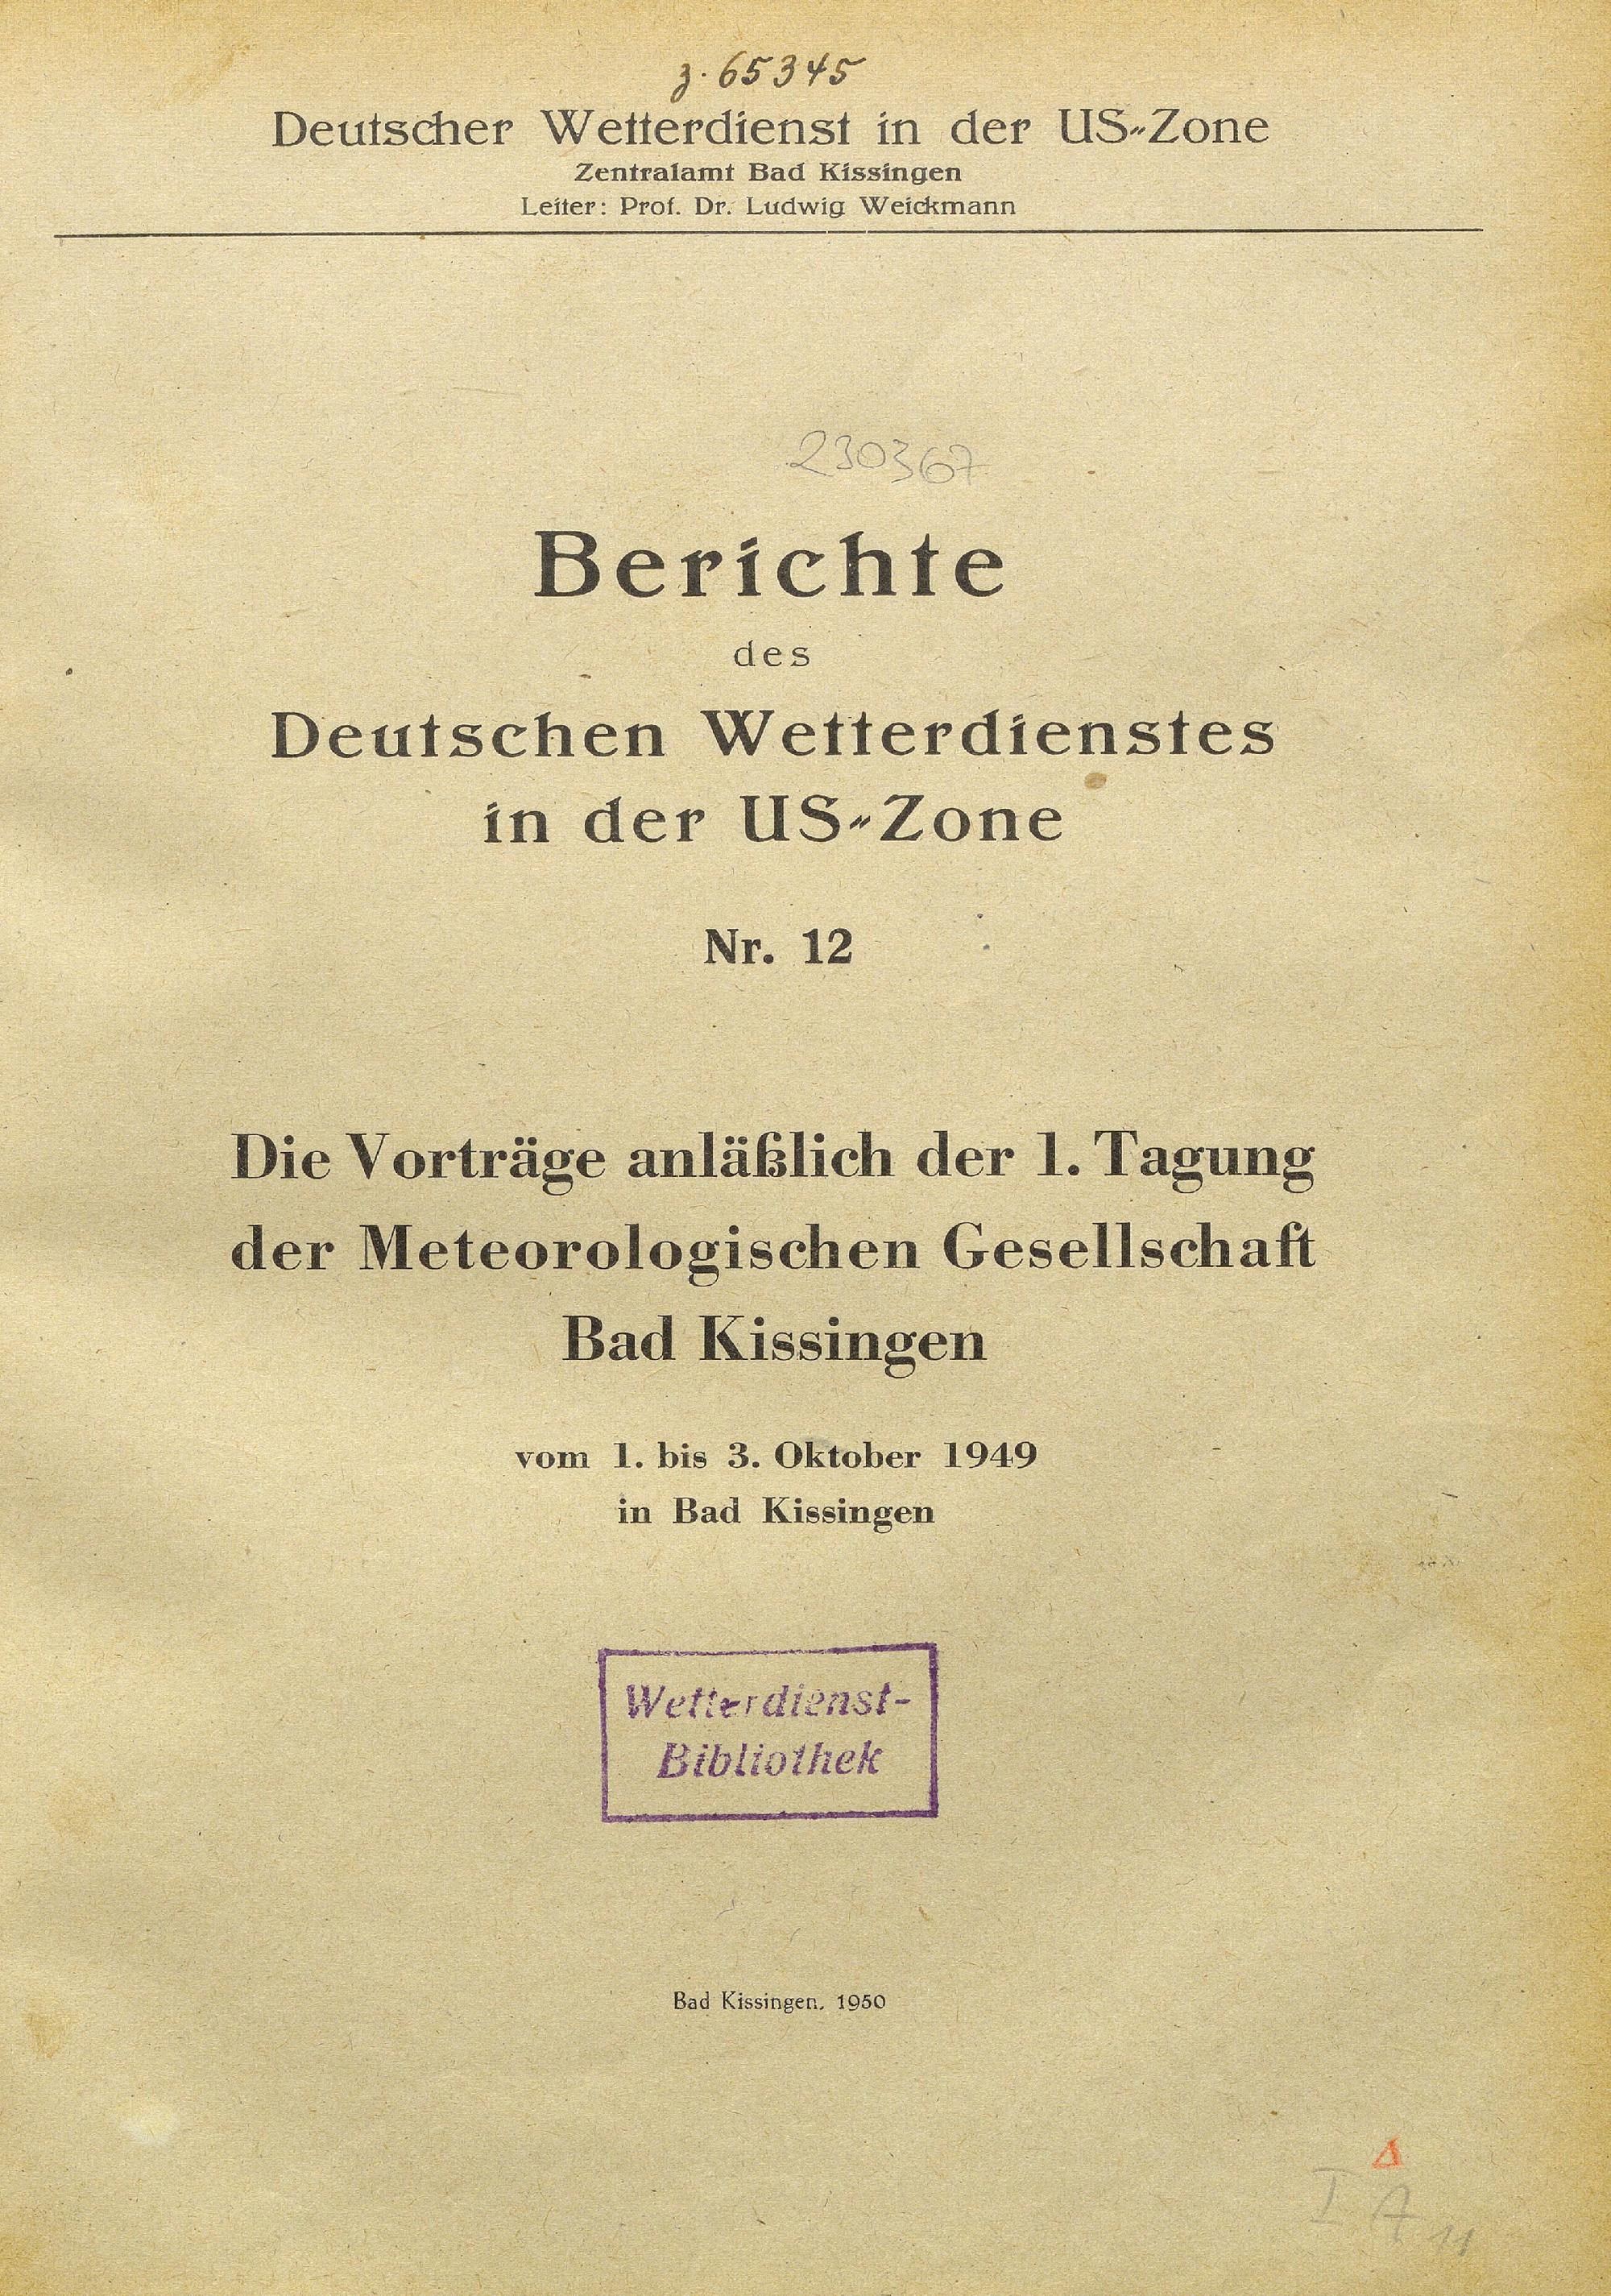 z. 65345
Deutscher Wetterdienst in der US-Zone
Zentralamt Bad Kissingen
Leiter: Prof. Dr. Ludwig Weickmann
230367
Berichte
des
Deutschen Wetterdienstes
in der US-Zone
Nr. 12
Die Vorträge anläßlich der 1. Tagung
der Meteorologischen Gesellschaft
Bad Kissingen
vom 1. bis 3. Oktober 1949
in Bad Kissingen
Wetterdienst-
Bibliothek
Bad Kissingen, 1950
I A 11